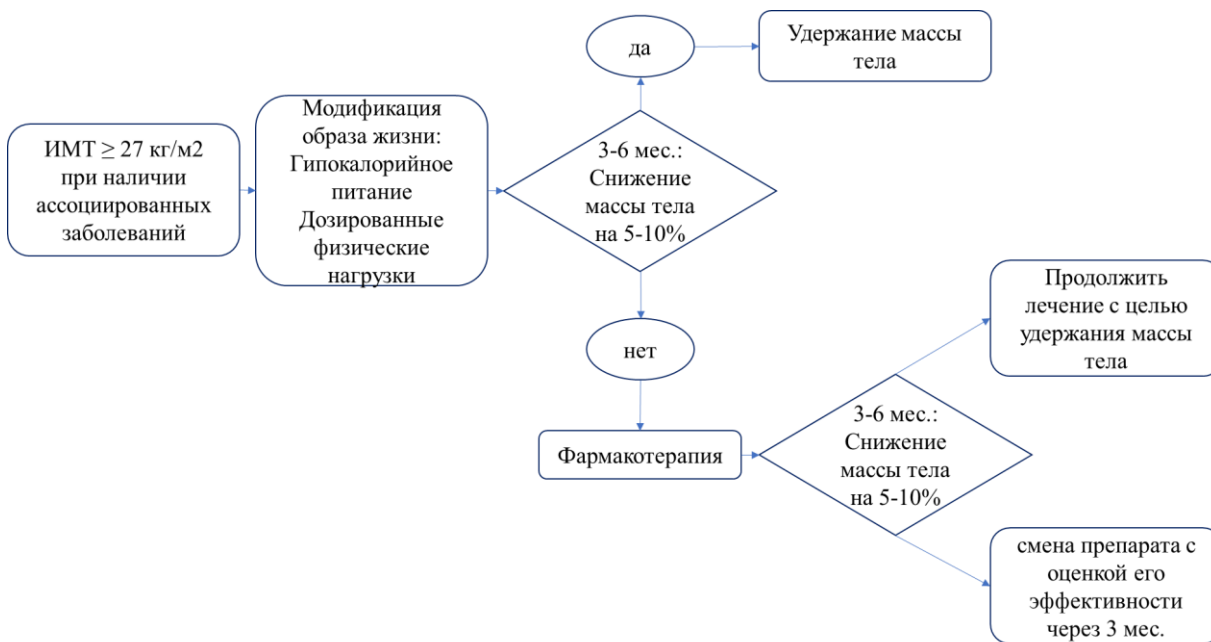 ИМТ ≥ 27 кг/м2
при наличии
ассоциированных
заболеваний
Модификация
образа жизни:
Гипокалорийное
питание
Дозированные
физические
нагрузки
3-6 мес.:
Снижение
массы тела
на 5-10%
да
Удержание массы
тела
нет
Фармакотерапия
3-6 мес.:
Снижение
массы тела
на 5-10%
Продолжить
лечение с целью
удержания массы
тела
смена препарата с
оценкой его
эффективности
через 3 мес.